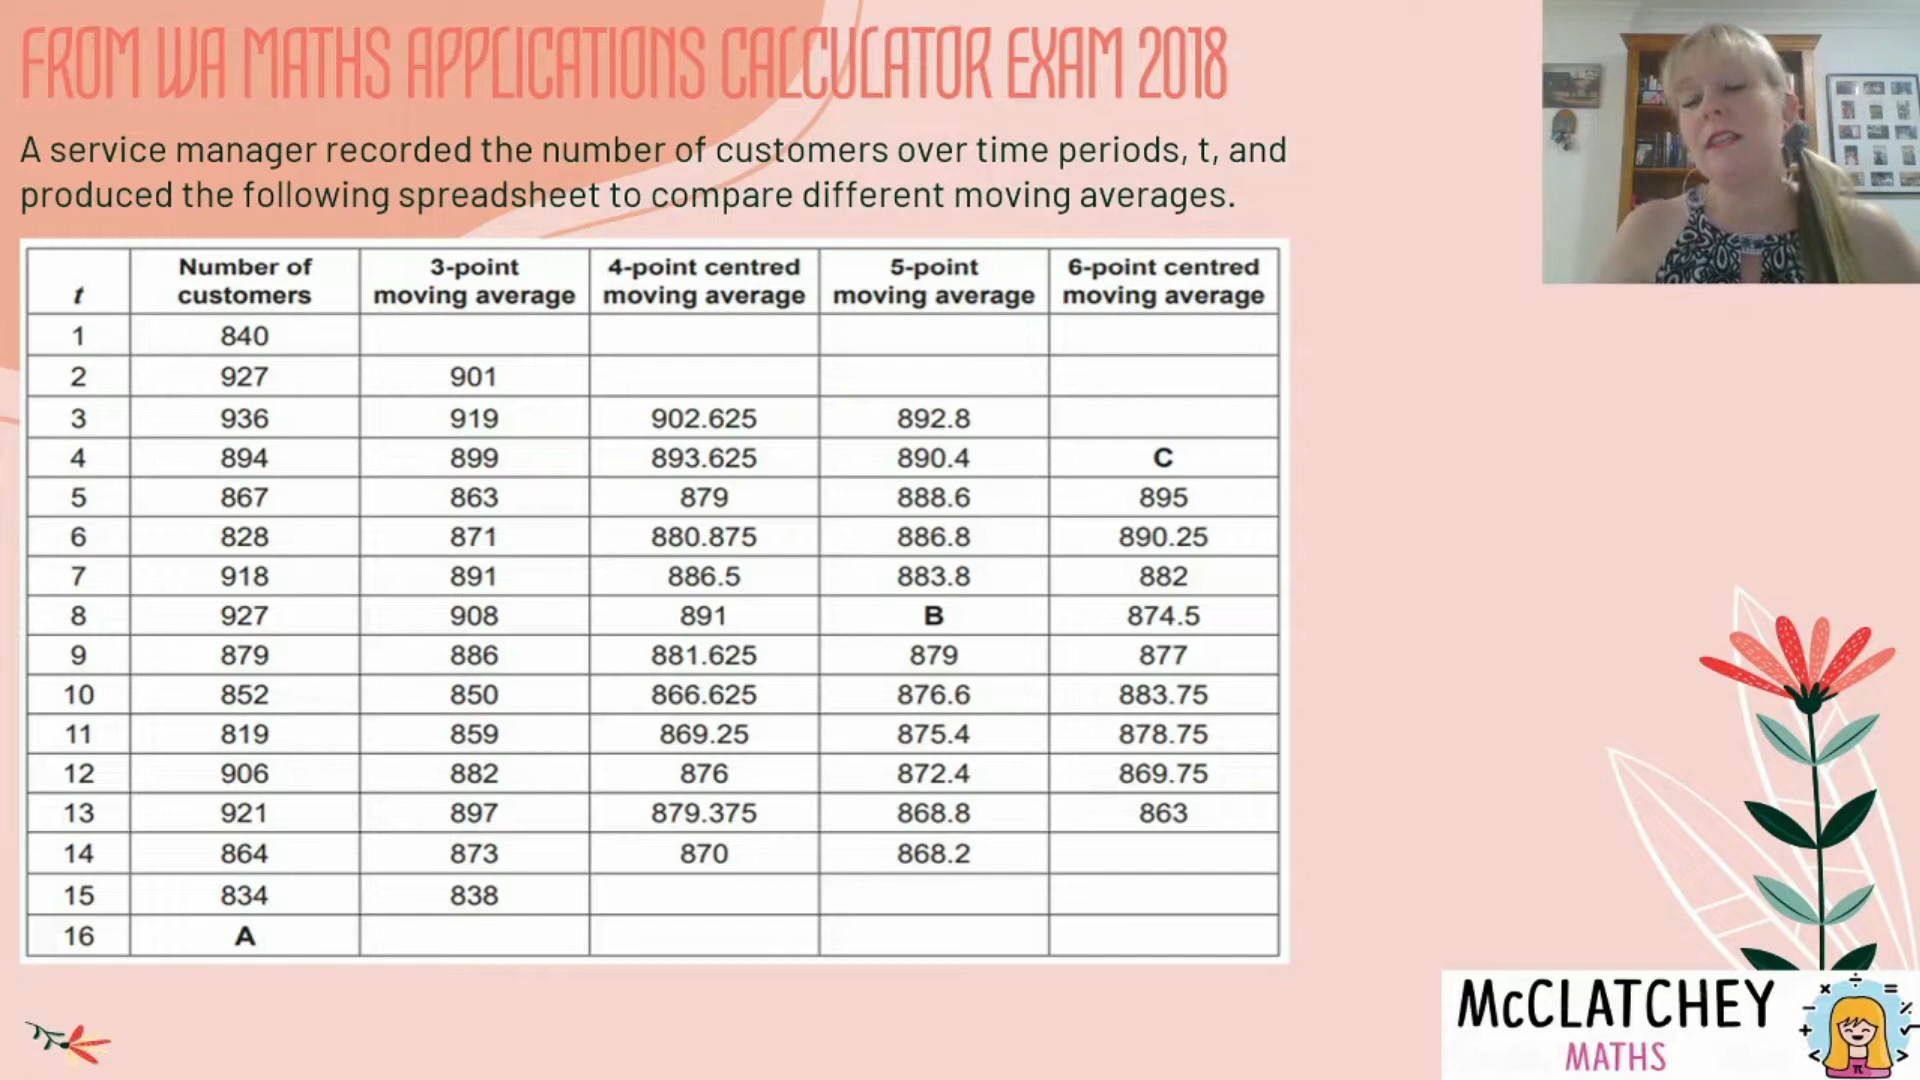 FROM WA MATHS APPLICATIONS CALCULATOR EXAM 2018
A service manager recorded the number of customers over time periods, t, and
produced the following spreadsheet to compare different moving averages.
t Number of customers 3-point moving average 4-point centred moving average 5-point moving average 6-point centred moving average
1 840
2 927 901
3 936 919 902.625 892.8
4 894 899 893.625 890.4 C
5 867 863 879 888.6 895
6 828 871 880.875 886.8 890.25
7 918 891 886.5 883.8 882
8 927 908 891 B 874.5
9 879 886 881.625 879 877
10 852 850 866.625 876.6 883.75
11 819 859 869.25 875.4 878.75
12 906 882 876 872.4 869.75
13 921 897 879.375 868.8 863
14 864 873 870 868.2
15 834 838
16 A
McCLATCHEY
MATHS